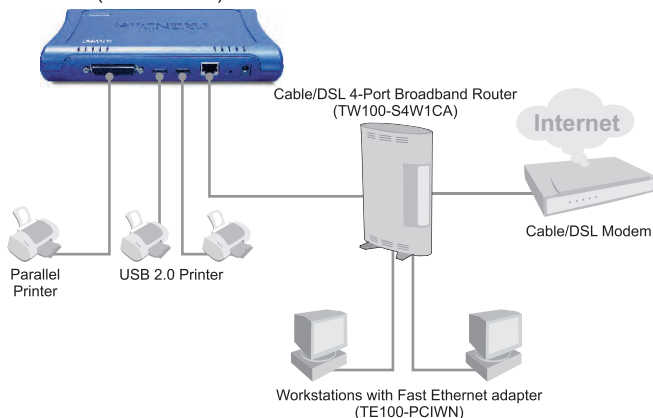 Cable/DSL 4-Port Broadband Router
(TW100-S4W1CA)
Internet
Cable/DSL Modem
Parallel
Printer
USB 2.0 Printer
Workstations with Fast Ethernet adapter
(TE100-PCIWN)